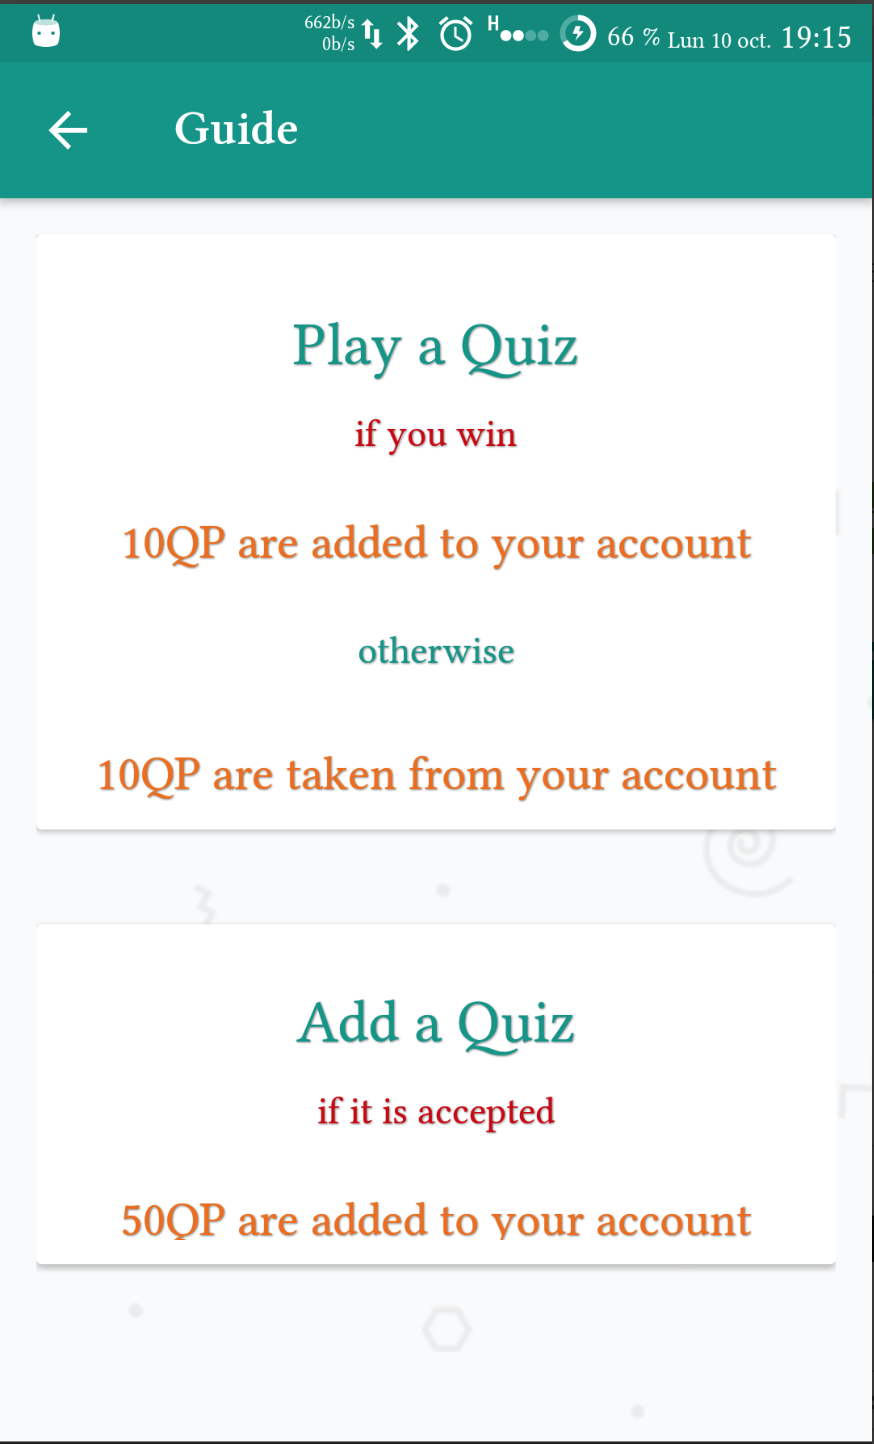 662b/s
0b/s
H
66 % Lun 10 oct. 19:15
Guide
Play a Quiz
if you win
10QP are added to your account
otherwise
10QP are taken from your account
Add a Quiz
if it is accepted
50QP are added to your account